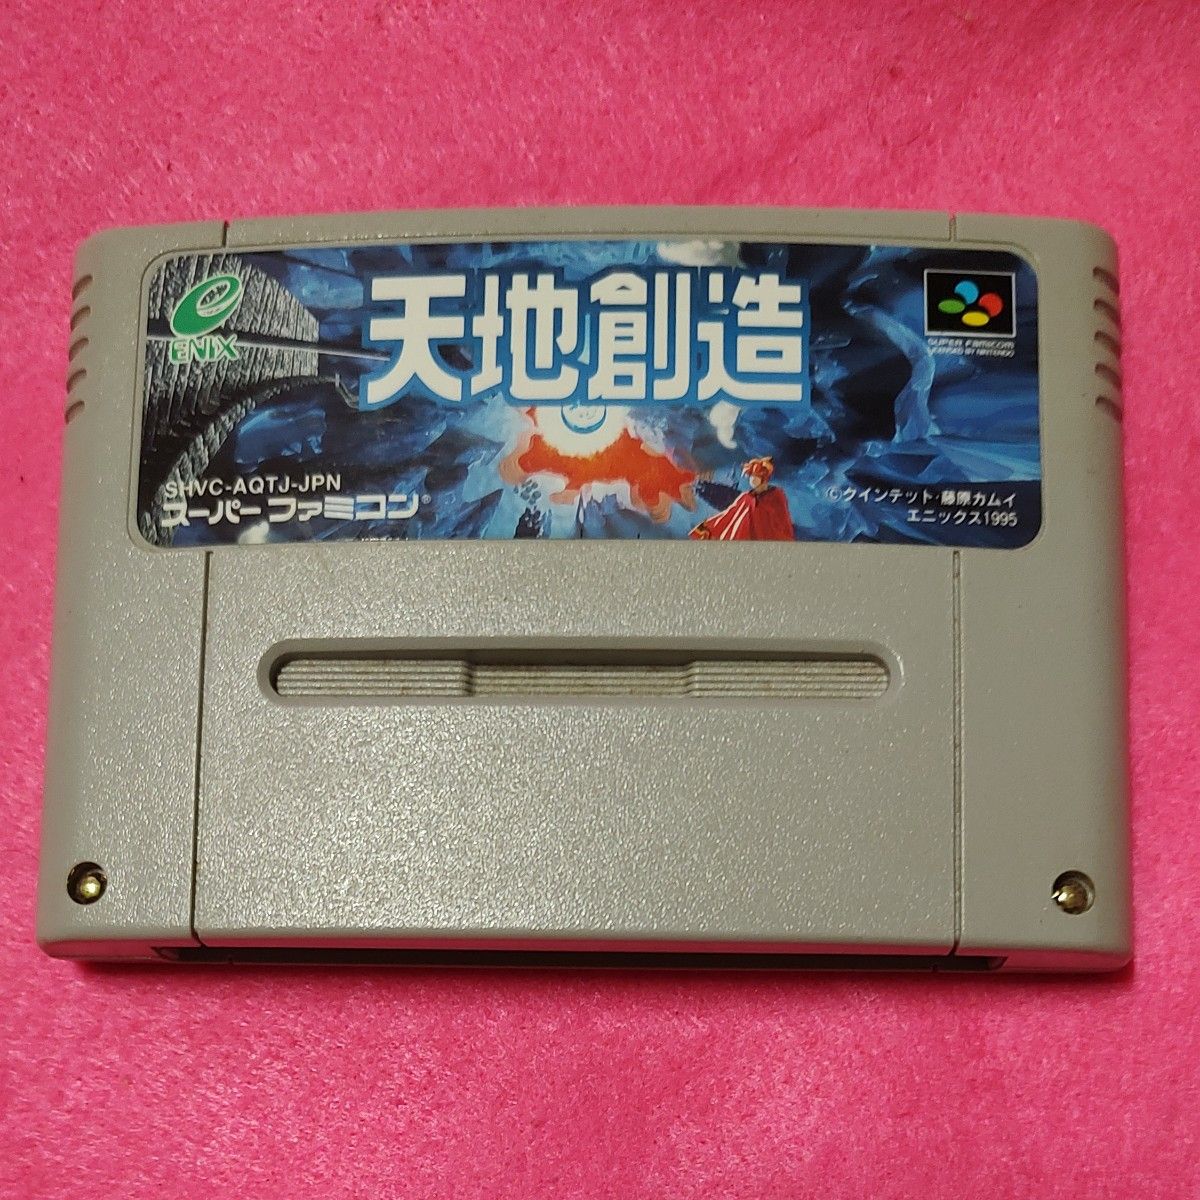 天地創造
ENIX
SUPER FAMICOM
LICENSED BY NINTENDO
SHVC-AQTJ-JPN
スーパーファミコン®
©クインテット・藤原カムイ
エニックス1995